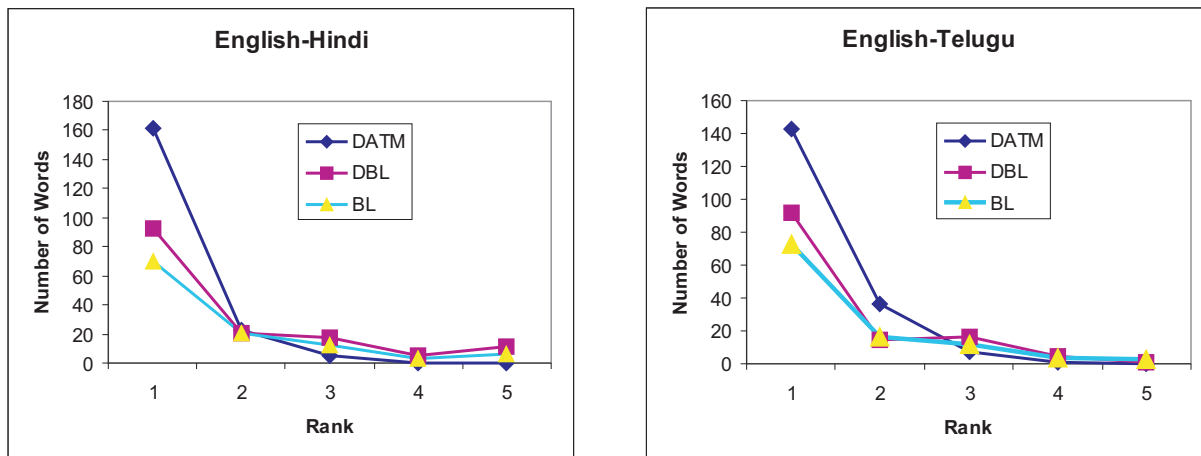 English-Hindi
180
160
140
120
100
80
60
40
20
0
Number of Words
DATM
DBL
BL
1 2 3 4 5
Rank
English-Telugu
160
140
120
100
80
60
40
20
0
Number of Words
DATM
DBL
BL
1 2 3 4 5
Rank